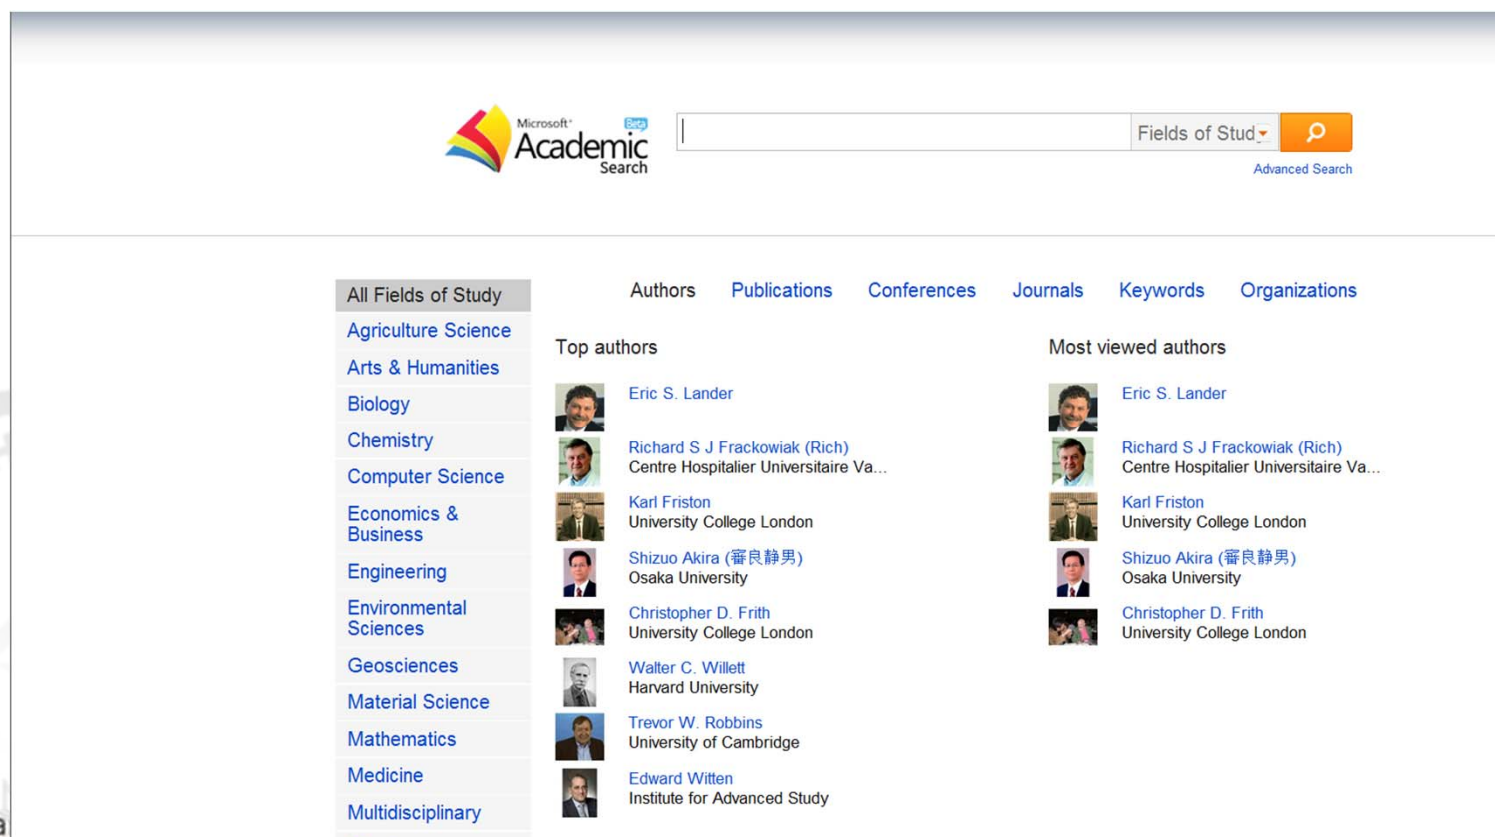 Microsoft®
Beta
Academic
Search
Fields of Stud
Advanced Search
All Fields of Study
Agriculture Science
Arts & Humanities
Biology
Chemistry
Computer Science
Economics &
Business
Engineering
Environmental
Sciences
Geosciences
Material Science
Mathematics
Medicine
Multidisciplinary
Authors Publications Conferences Journals Keywords Organizations
Top authors
Eric S. Lander
Richard S J Frackowiak (Rich)
Centre Hospitalier Universitaire Va...
Karl Friston
University College London
Shizuo Akira (審良静男)
Osaka University
Christopher D. Frith
University College London
Walter C. Willett
Harvard University
Trevor W. Robbins
University of Cambridge
Edward Witten
Institute for Advanced Study
Most viewed authors
Eric S. Lander
Richard S J Frackowiak (Rich)
Centre Hospitalier Universitaire Va...
Karl Friston
University College London
Shizuo Akira (審良静男)
Osaka University
Christopher D. Frith
University College London